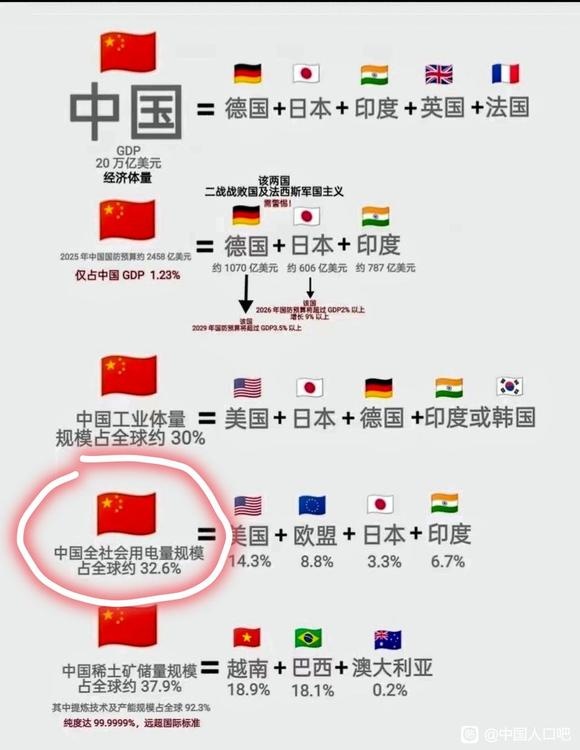 中国 = 德国+日本+印度+英国+法国
GDP
20 万亿美元
经济体量
该两国
二战战败国及法西斯军国主义
需警惕！
= 德国+日本+印度
2025 年中国国防预算约 2458 亿美元
约 1070 亿美元 约 606 亿美元 约 787 亿美元
仅占中国 GDP 1.23%
该国
2026 年国防预算将超过 GDP2% 以上
增长 9% 以上
该国
2029 年国防预算将超过 GDP3.5% 以上
中国工业体量 = 美国+日本+德国+印度或韩国
规模占全球约 30%
= 美国+欧盟+日本+印度
中国全社会用电量规模
占全球约 32.6%
14.3% 8.8% 3.3% 6.7%
中国稀土矿储量规模 = 越南+巴西+澳大利亚
占全球约 37.9%
18.9% 18.1% 0.2%
其中提炼技术及产能规模占全球 92.3%
纯度达 99.9999%，远超国际标准
@中国人口吧